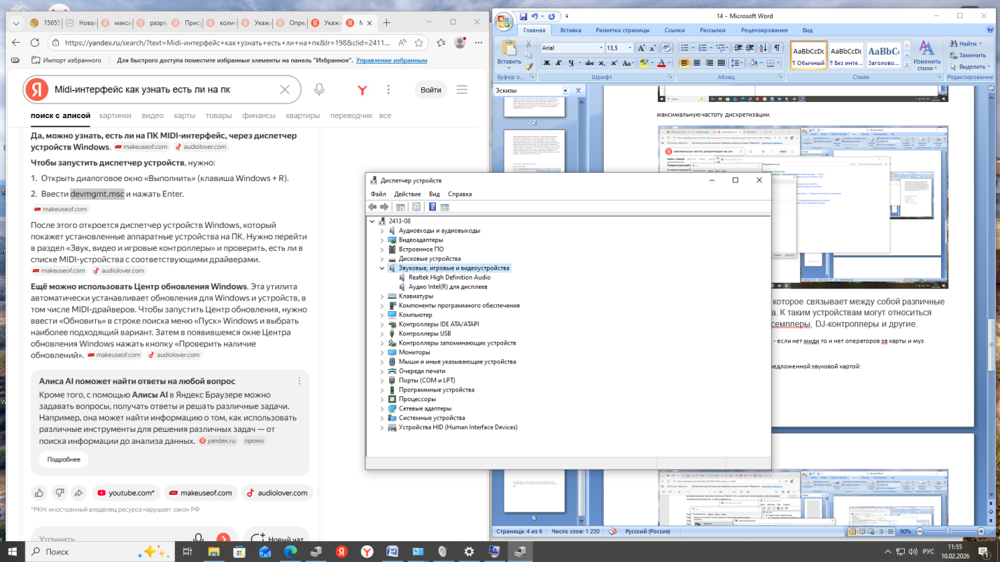 15655
Новая
макси
разря
Прис
колич
Укажи
Опре
Укажи
М
https://yandex.ru/search/?text=Midi-интерфейс+как+узнать+есть+ли+на+пк&lr=198&clid=2411...
Импорт избранного
Для быстрого доступа поместите избранные элементы на панель "Избранное". Управление избранным
Midi-интерфейс как узнать есть ли на пк
Войти
поиск с алисой картинки видео карты товары финансы квартиры переводчик все
Да, можно узнать, есть ли на ПК MIDI-интерфейс, через диспетчер
устройств Windows. makeuseof.com audiolover.com
Чтобы запустить диспетчер устройств, нужно:
1. Открыть диалоговое окно «Выполнить» (клавиша Windows + R).
2. Ввести devmgmt.msc и нажать Enter.
makeuseof.com
После этого откроется диспетчер устройств Windows, который
покажет установленные аппаратные устройства на ПК. Нужно перейти
в раздел «Звук, видео и игровые контроллеры» и проверить, есть ли в
списке MIDI-устройства с соответствующими драйверами.
makeuseof.com audiolover.com
Ещё можно использовать Центр обновления Windows. Эта утилита
автоматически устанавливает обновления для Windows и устройств, в
том числе MIDI-драйверов. Чтобы запустить Центр обновления, нужно
ввести «Обновить» в строке поиска меню «Пуск» Windows и выбрать
наиболее подходящий вариант. Затем в появившемся окне Центра
обновления Windows нажать кнопку «Проверить наличие
обновлений». makeuseof.com audiolover.com
Алиса AI поможет найти ответы на любой вопрос
Кроме того, с помощью Алисы AI в Яндекс Браузере можно
задавать вопросы, получать ответы и решать различные задачи.
Например, она может найти информацию о том, как использовать
различные инструменты для решения различных задач — от
поиска информации до анализа данных. yandex.ru промо
Подробнее
youtube.com* makeuseof.com audiolover.com
*РКН: иностранный владелец ресурса нарушает закон РФ
Уточнить
Новый чат
14 - Microsoft Word
Главная Вставка Разметка страницы Ссылки Рассылки Рецензирование Вид
Вставить
Буфер о...
Arial
13,5
Ж К Ч abc x₂ x² Aa
Шрифт
Абзац
АаBbCcDc
¶ Обычный
АаBbCcDc
¶ Без инте...
AaBbC
Заголово...
Изменить
стили
Стили
Найти
Заменить
Выделить
Редактирование
Эскизы
2
6
максимальную частоту дискретизации.
которое связывает между собой различные
а. К таким устройствам могут относиться
семплеры, DJ-контроллеры и другие.
- если нет миди то и нет операторов зв карты и муз
редложенной звуковой картой:
Диспетчер устройств
Файл Действие Вид Справка
2413-08
Аудиовходы и аудиовыходы
Видеоадаптеры
Встроенное ПО
Дисковые устройства
Звуковые, игровые и видеоустройства
Realtek High Definition Audio
Аудио Intel(R) для дисплеев
Клавиатуры
Компоненты программного обеспечения
Компьютер
Контроллеры IDE ATA/ATAPI
Контроллеры USB
Контроллеры запоминающих устройств
Мониторы
Мыши и иные указывающие устройства
Очереди печати
Порты (COM и LPT)
Программные устройства
Процессоры
Сетевые адаптеры
Системные устройства
Устройства HID (Human Interface Devices)
Страница: 4 из 6 Число слов: 1 230 Русский (Россия) 90%
Поиск
РУС
11:55
10.02.2026